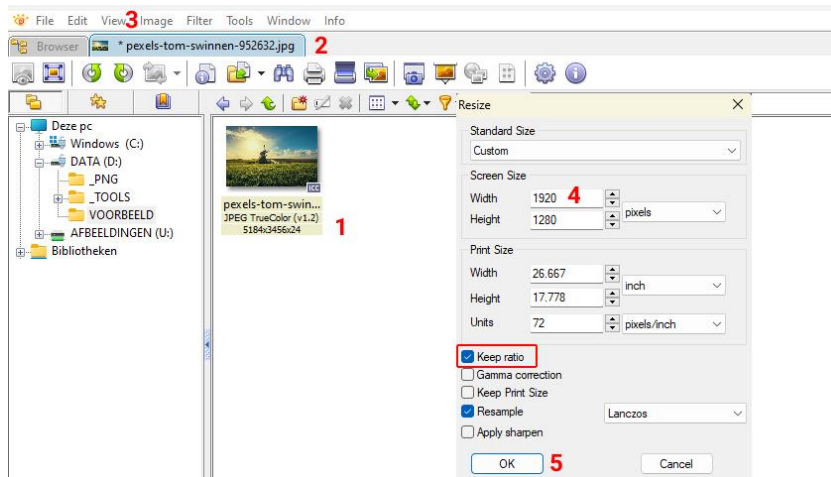 File Edit View 3 Image Filter Tools Window Info
Browser * pexels-tom-swinnen-952632.jpg 2
Resize
Deze pc
Windows (C:)
DATA (D:)
_PNG
_TOOLS
VOORBEELD
AFBEELDINGEN (U:)
Bibliotheken
ICC
pexels-tom-swin...
JPEG TrueColor (v1.2)
5184x3456x24
1
Standard Size
Custom
Screen Size
Width 1920 4
Height 1280 pixels
Print Size
Width 26.667
inch
Height 17.778
Units 72 pixels/inch
Keep ratio
Gamma correction
Keep Print Size
Resample Lanczos
Apply sharpen
OK 5 Cancel